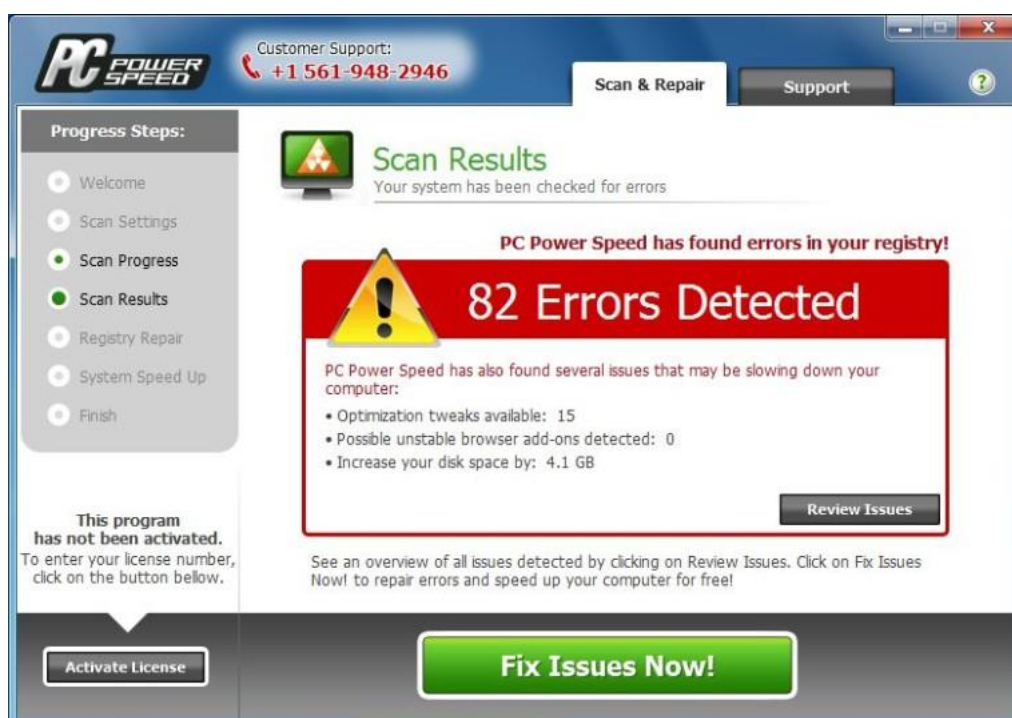 PC POWER
SPEED
Customer Support:
+1 561-948-2946
Scan & Repair
Support
?
Progress Steps:
Welcome
Scan Settings
Scan Progress
Scan Results
Registry Repair
System Speed Up
Finish
This program
has not been activated.
To enter your license number,
click on the button bellow.
Activate License
Scan Results
Your system has been checked for errors
PC Power Speed has found errors in your registry!
82 Errors Detected
PC Power Speed has also found several issues that may be slowing down your
computer:
• Optimization tweaks available: 15
• Possible unstable browser add-ons detected: 0
• Increase your disk space by: 4.1 GB
Review Issues
See an overview of all issues detected by clicking on Review Issues. Click on Fix Issues
Now! to repair errors and speed up your computer for free!
Fix Issues Now!